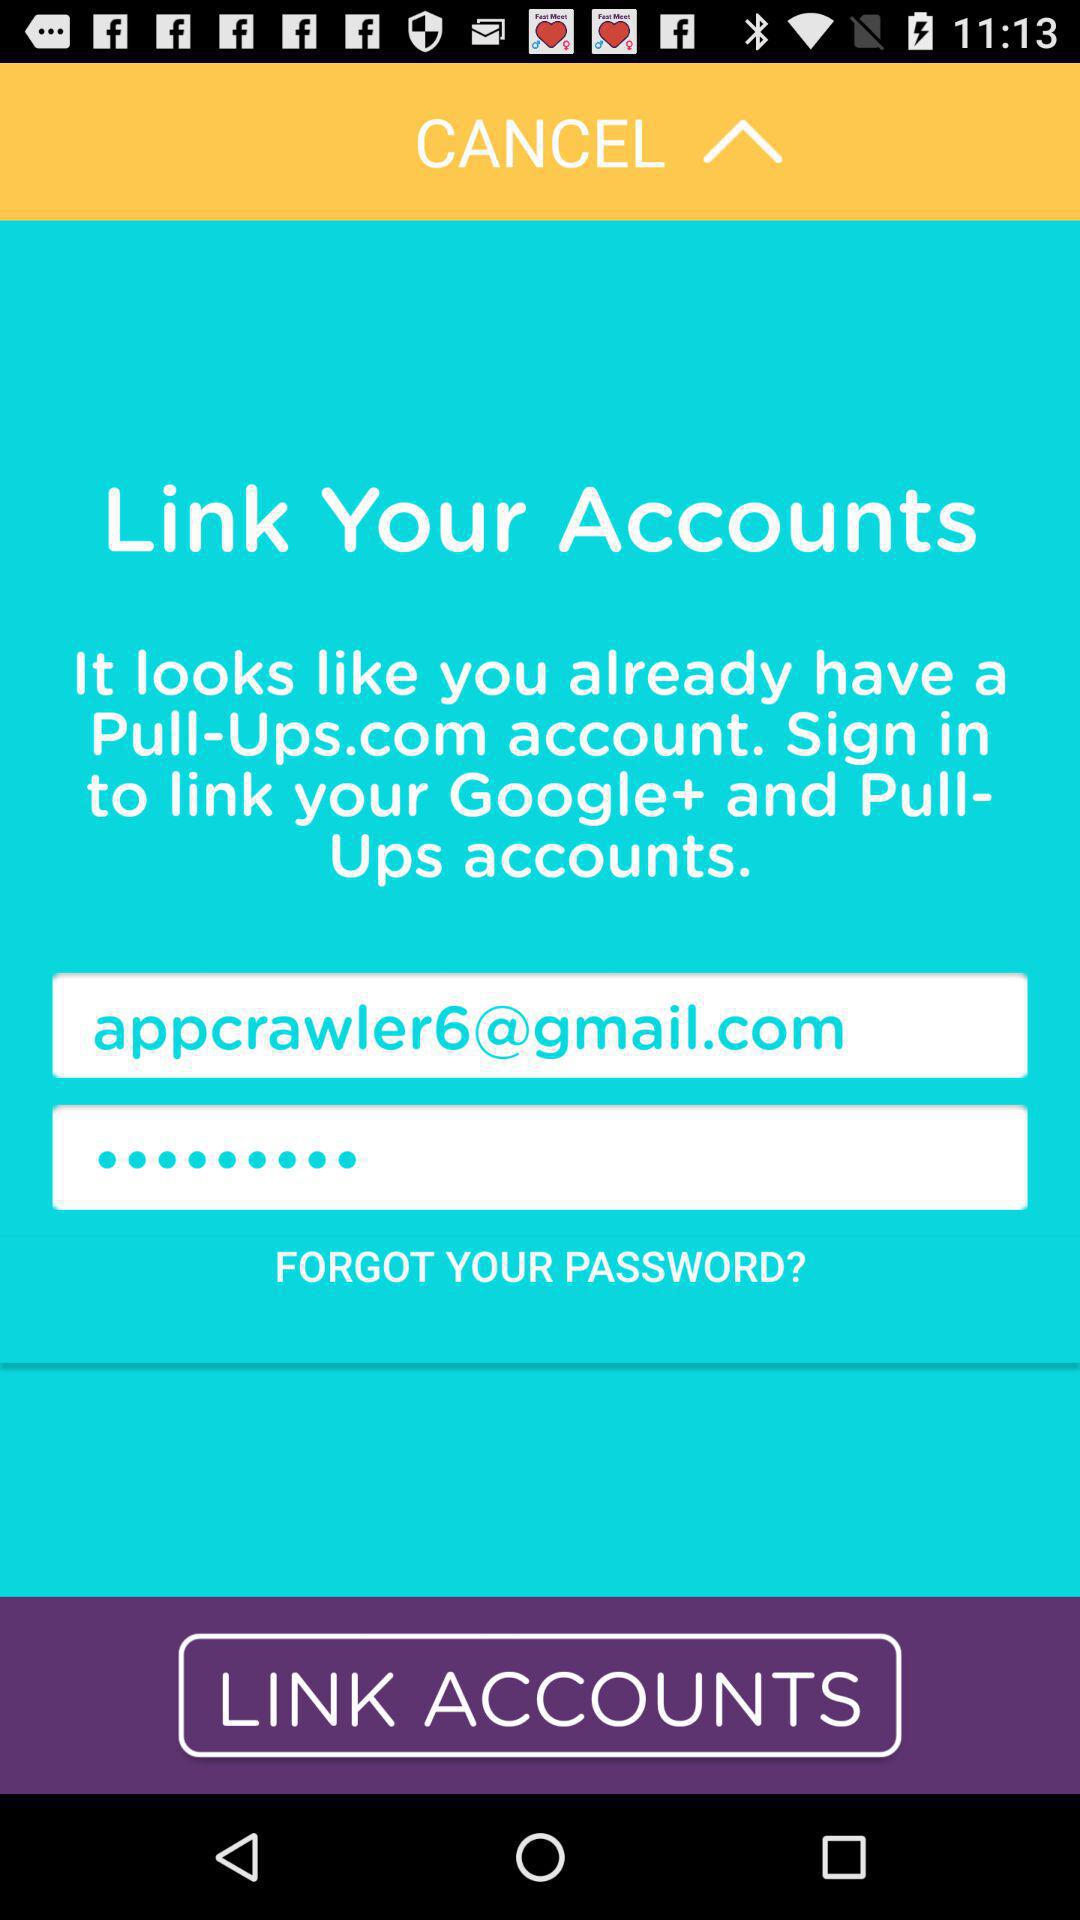 11:13
CANCEL
Link Your Accounts
It looks like you already have a
Pull-Ups.com account. Sign in
to link your Google+ and Pull-
Ups accounts.
appcrawler6@gmail.com
•••••••••
FORGOT YOUR PASSWORD?
LINK ACCOUNTS